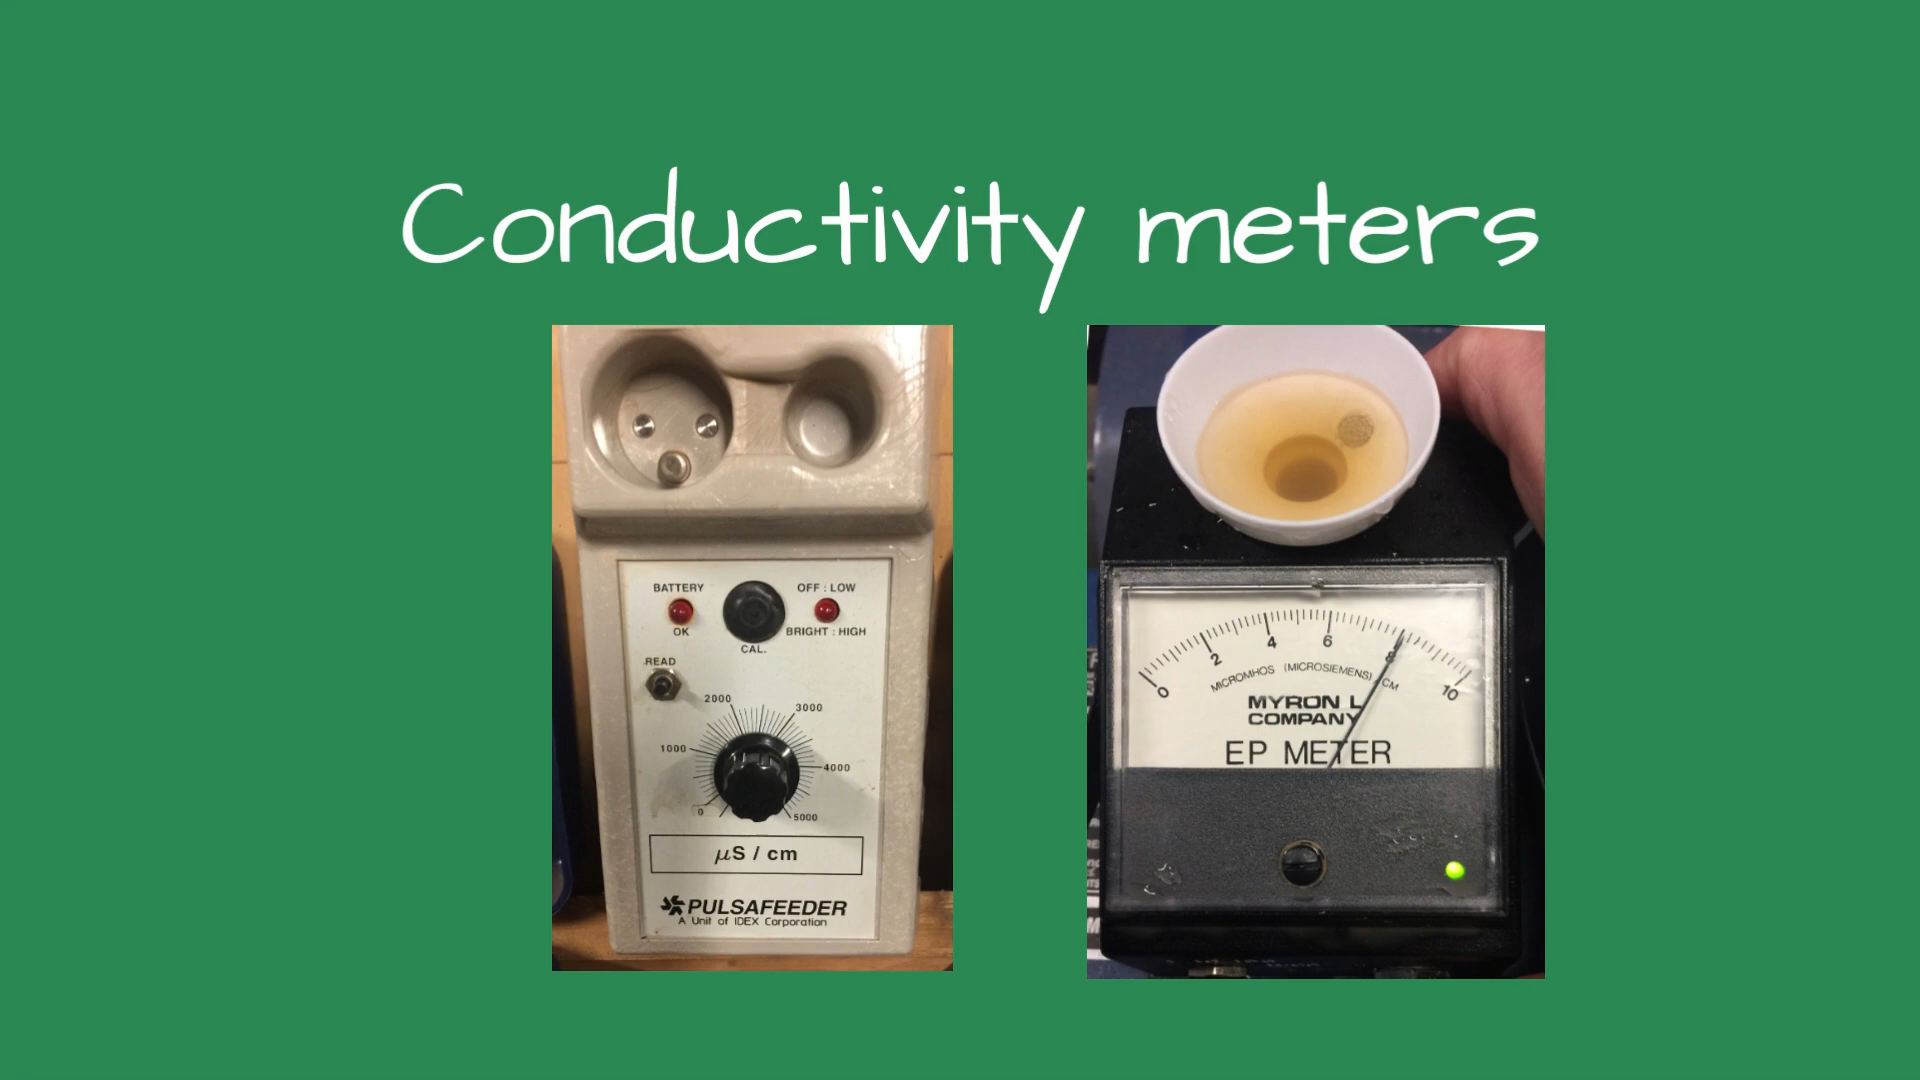 Conductivity meters
BATTERY
OK
CAL.
OFF : LOW
BRIGHT : HIGH
READ
0
1000
2000
3000
4000
5000
µS / cm
PULSAFEEDER
A Unit of IDEX Corporation
0 2 4 6 8 10
MICROMHOS (MICROSIEMENS) / CM
MYRON L
COMPANY
EP METER